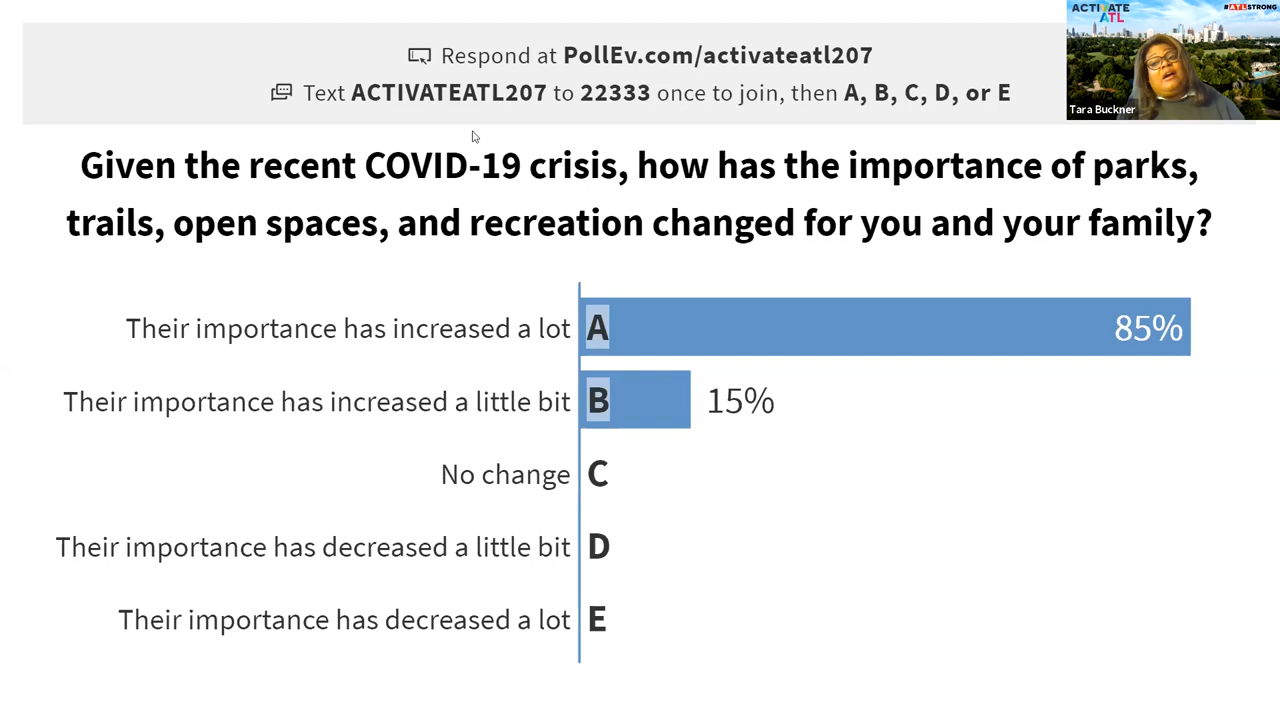 Respond at PollEv.com/activateatl207
Text ACTIVATEATL207 to 22333 once to join, then A, B, C, D, or E
ACTIVATE
ATL
#ATLSTRONG
Tara Buckner
Given the recent COVID-19 crisis, how has the importance of parks,
trails, open spaces, and recreation changed for you and your family?
Their importance has increased a lot A 85%
Their importance has increased a little bit B 15%
No change C
Their importance has decreased a little bit D
Their importance has decreased a lot E